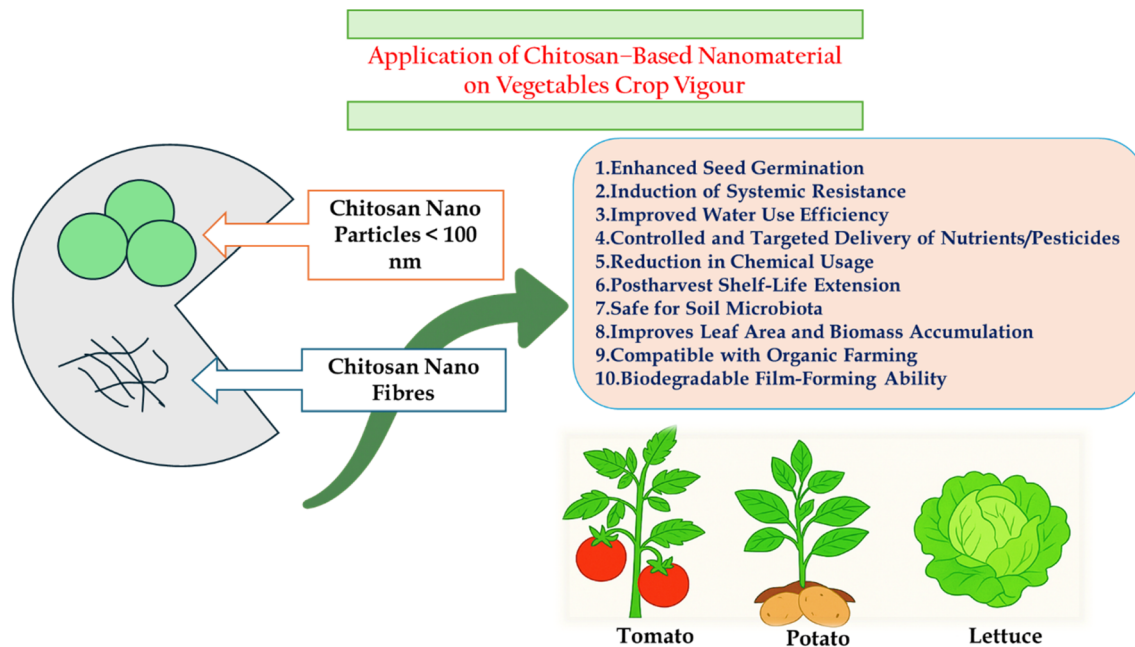 Application of Chitosan–Based Nanomaterial
on Vegetables Crop Vigour
Chitosan Nano
Particles < 100
nm
Chitosan Nano
Fibres
1.Enhanced Seed Germination
2.Induction of Systemic Resistance
3.Improved Water Use Efficiency
4.Controlled and Targeted Delivery of Nutrients/Pesticides
5.Reduction in Chemical Usage
6.Postharvest Shelf-Life Extension
7.Safe for Soil Microbiota
8.Improves Leaf Area and Biomass Accumulation
9.Compatible with Organic Farming
10.Biodegradable Film-Forming Ability
Tomato
Potato
Lettuce